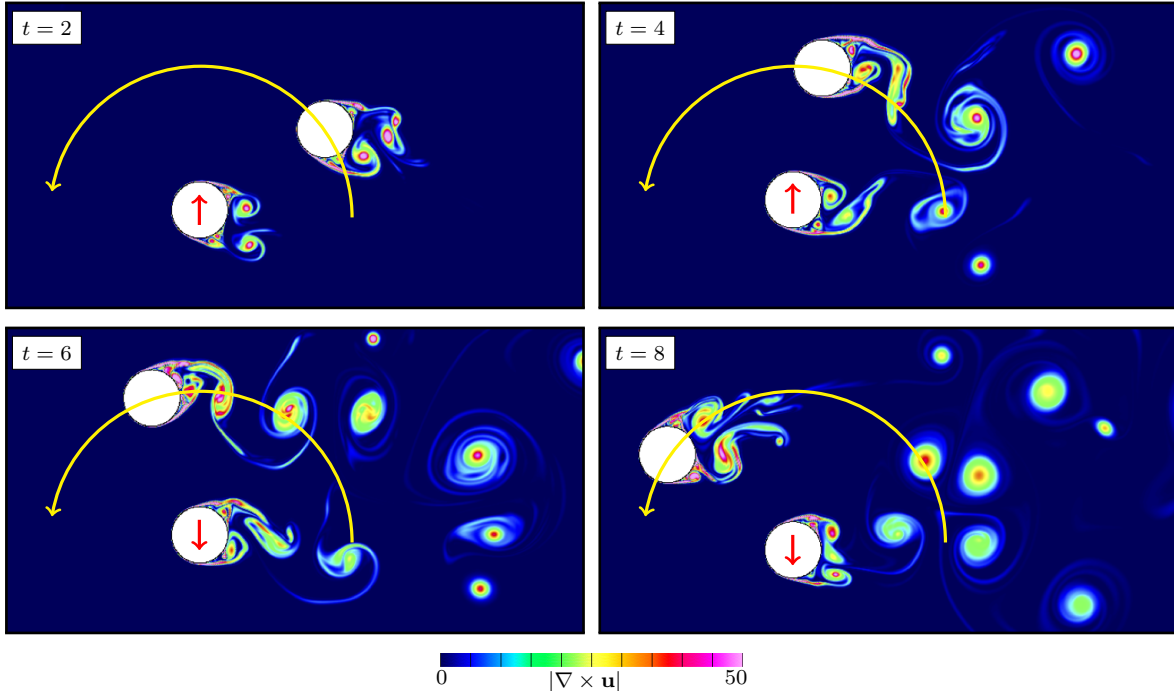 t = 2
t = 4
t = 6
t = 8
0 |∇ × u| 50